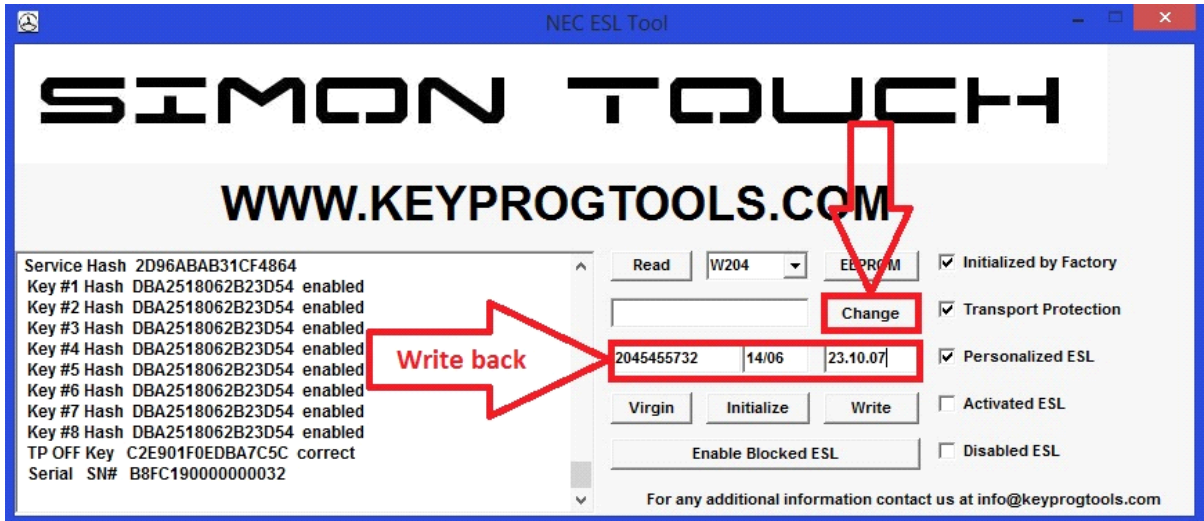 NEC ESL Tool
SIMON TOUCH
WWW.KEYPROGTOOLS.COM
Service Hash 2D96ABAB31CF4864
Key #1 Hash DBA2518062B23D54 enabled
Key #2 Hash DBA2518062B23D54 enabled
Key #3 Hash DBA2518062B23D54 enabled
Key #4 Hash DBA2518062B23D54 enabled
Key #5 Hash DBA2518062B23D54 enabled
Key #6 Hash DBA2518062B23D54 enabled
Key #7 Hash DBA2518062B23D54 enabled
Key #8 Hash DBA2518062B23D54 enabled
TP OFF Key C2E901F0EDBA7C5C correct
Serial SN# B8FC190000000032
Write back
Read W204 EEPROM
Change
2045455732 14/06 23.10.07
Virgin Initialize Write
Enable Blocked ESL
Initialized by Factory
Transport Protection
Personalized ESL
Activated ESL
Disabled ESL
For any additional information contact us at info@keyprogtools.com